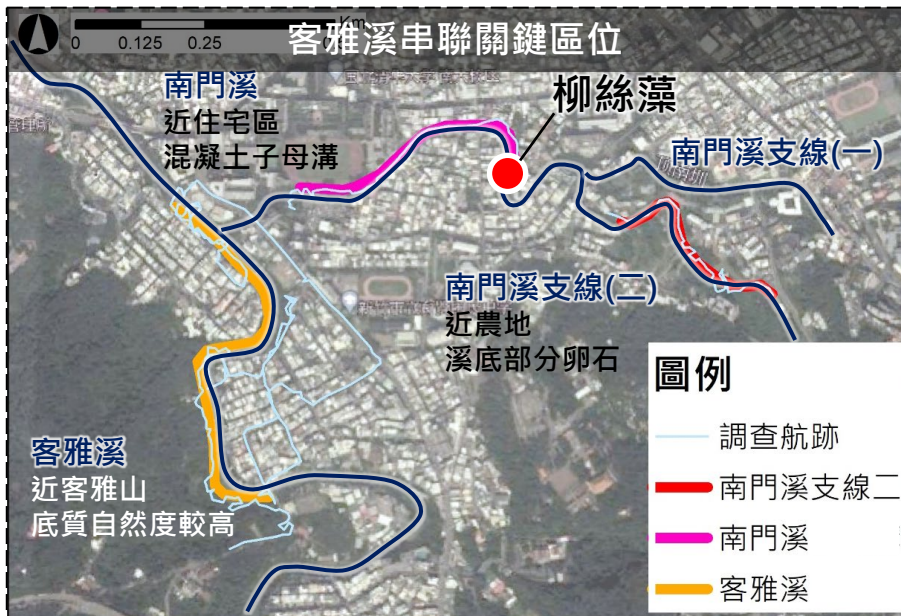 客雅溪串聯關鍵區位
Km
0 0.125 0.25
南門溪
近住宅區
混凝土子母溝
柳絲藻
南門溪支線(一)
南門溪支線(二)
近農地
溪底部分卵石
客雅溪
近客雅山
底質自然度較高
圖例
調查航跡
南門溪支線二
南門溪
客雅溪